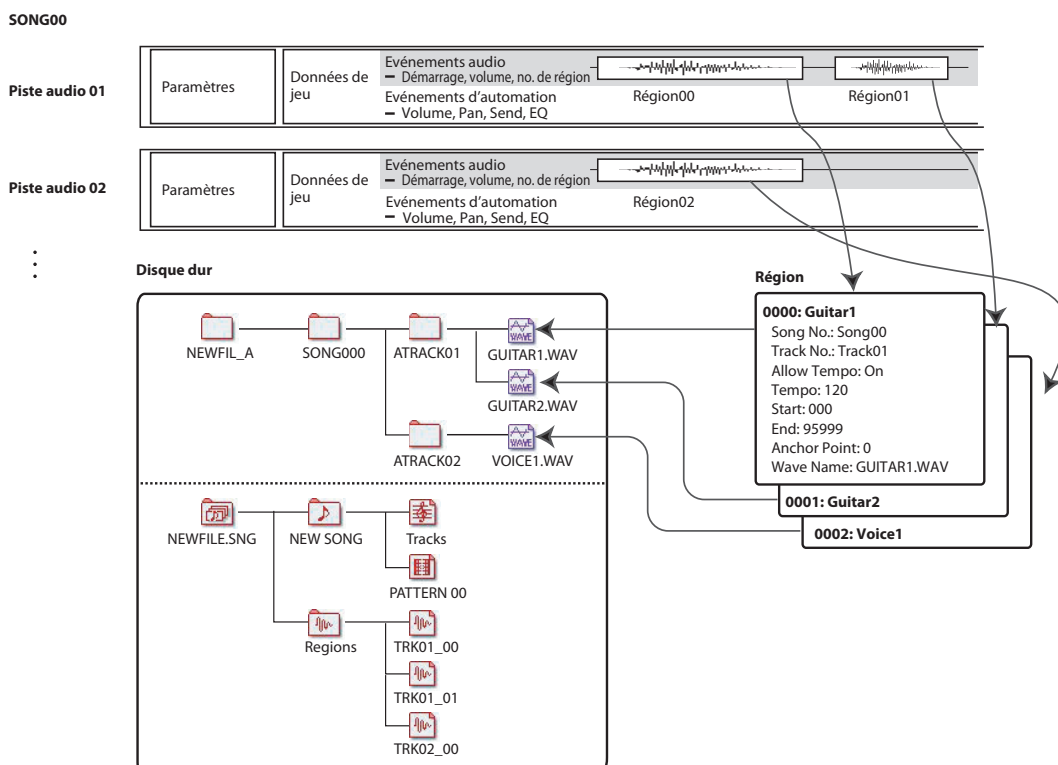 SONG00
Piste audio 01
Paramètres
Données de
jeu
Evénements audio
– Démarrage, volume, no. de région
Evénements d'automation
– Volume, Pan, Send, EQ
Région00
Région01
Piste audio 02
Paramètres
Données de
jeu
Evénements audio
– Démarrage, volume, no. de région
Evénements d'automation
– Volume, Pan, Send, EQ
Région02
Disque dur
NEWFIL_A
SONG000
ATRACK01
WAVE
GUITAR1.WAV
WAVE
GUITAR2.WAV
ATRACK02
WAVE
VOICE1.WAV
NEWFILE.SNG
NEW SONG
Tracks
PATTERN 00
Regions
TRK01_00
TRK01_01
TRK02_00
Région
0000: Guitar1
Song No.: Song00
Track No.: Track01
Allow Tempo: On
Tempo: 120
Start: 000
End: 95999
Anchor Point: 0
Wave Name: GUITAR1.WAV
0001: Guitar2
0002: Voice1